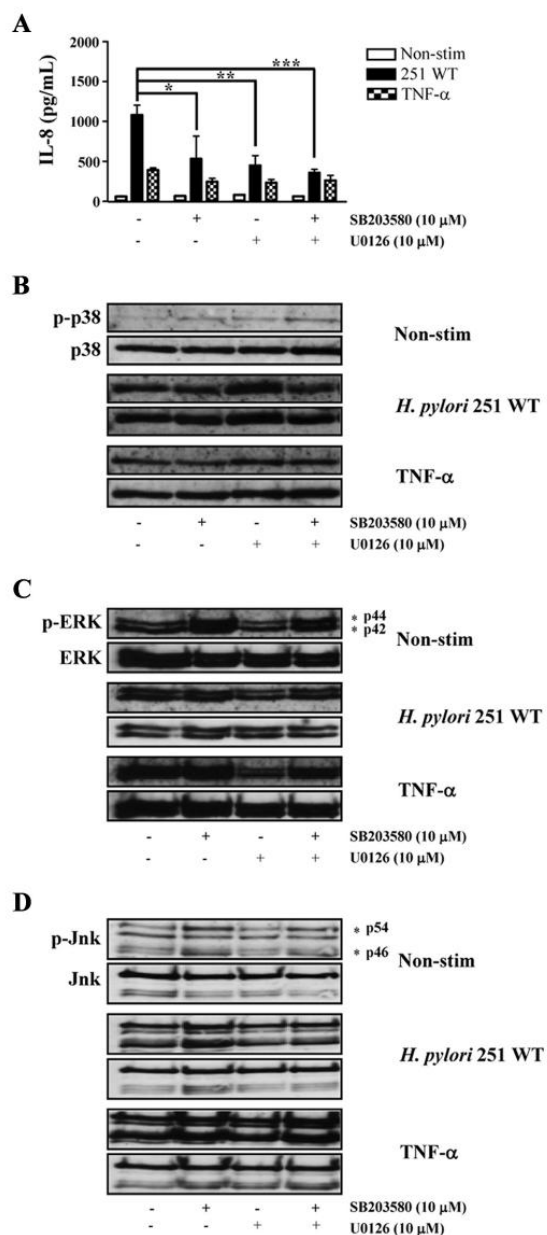 A
IL-8 (pg/mL)
2000
1500
1000
500
0
***
**
*
Non-stim
251 WT
TNF-α
- + - + SB203580 (10 µM)
- - + + U0126 (10 µM)
B
p-p38
p38
Non-stim
H. pylori 251 WT
TNF-α
- + - + SB203580 (10 µM)
- - + + U0126 (10 µM)
C
p-ERK
* p44
* p42
ERK
Non-stim
H. pylori 251 WT
TNF-α
- + - + SB203580 (10 µM)
- - + + U0126 (10 µM)
D
p-Jnk
* p54
* p46
Jnk
Non-stim
H. pylori 251 WT
TNF-α
- + - + SB203580 (10 µM)
- - + + U0126 (10 µM)